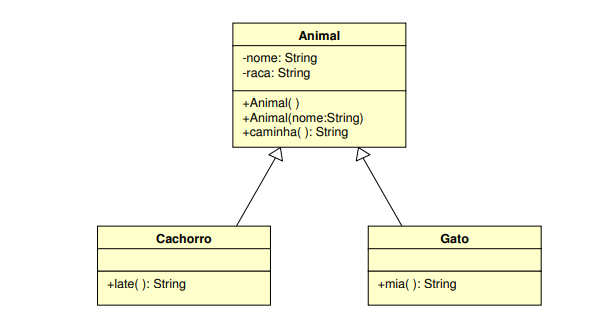 Animal
-nome: String
-raca: String
+Animal( )
+Animal(nome:String)
+caminha( ): String
Cachorro
+late( ): String
Gato
+mia( ): String